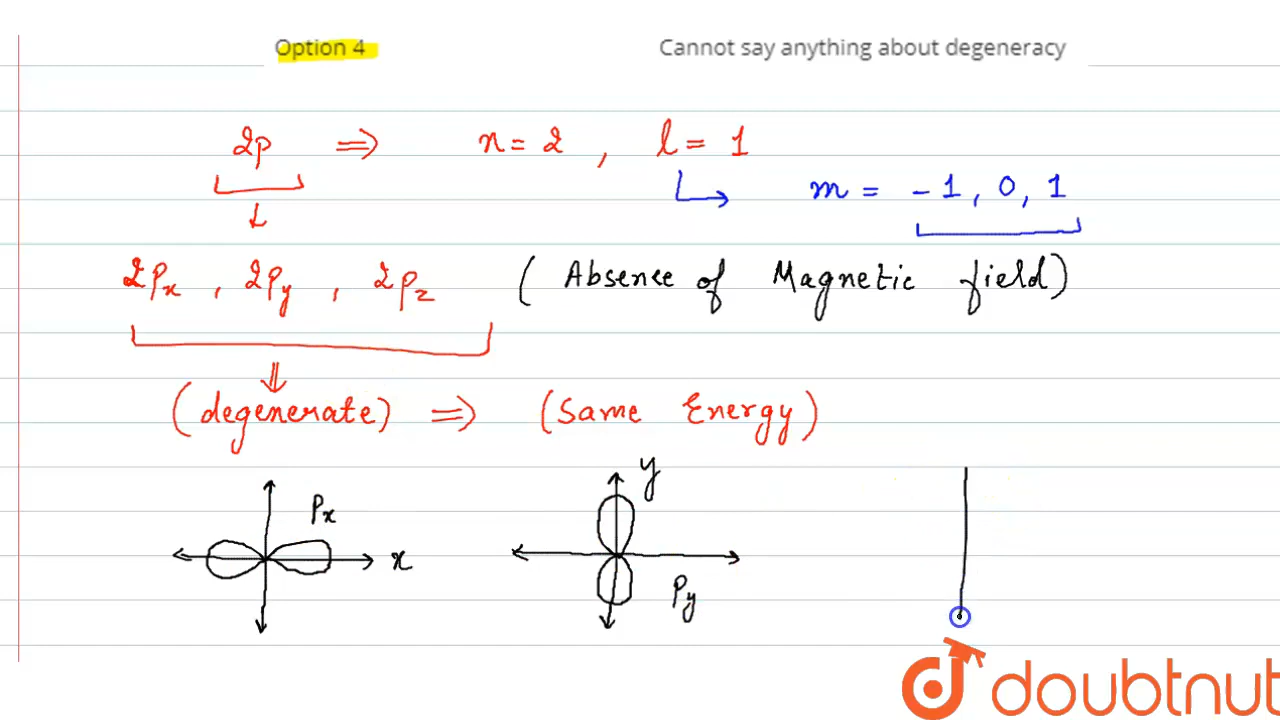 Option 4 Cannot say anything about degeneracy
2p ⇒ n = 2 , l = 1
m = -1, 0, 1
2Px , 2Py , 2Pz (Absence of Magnetic field)
(degenerate) ⇒ (Same Energy)
y
Px
x
Py
doubtnut